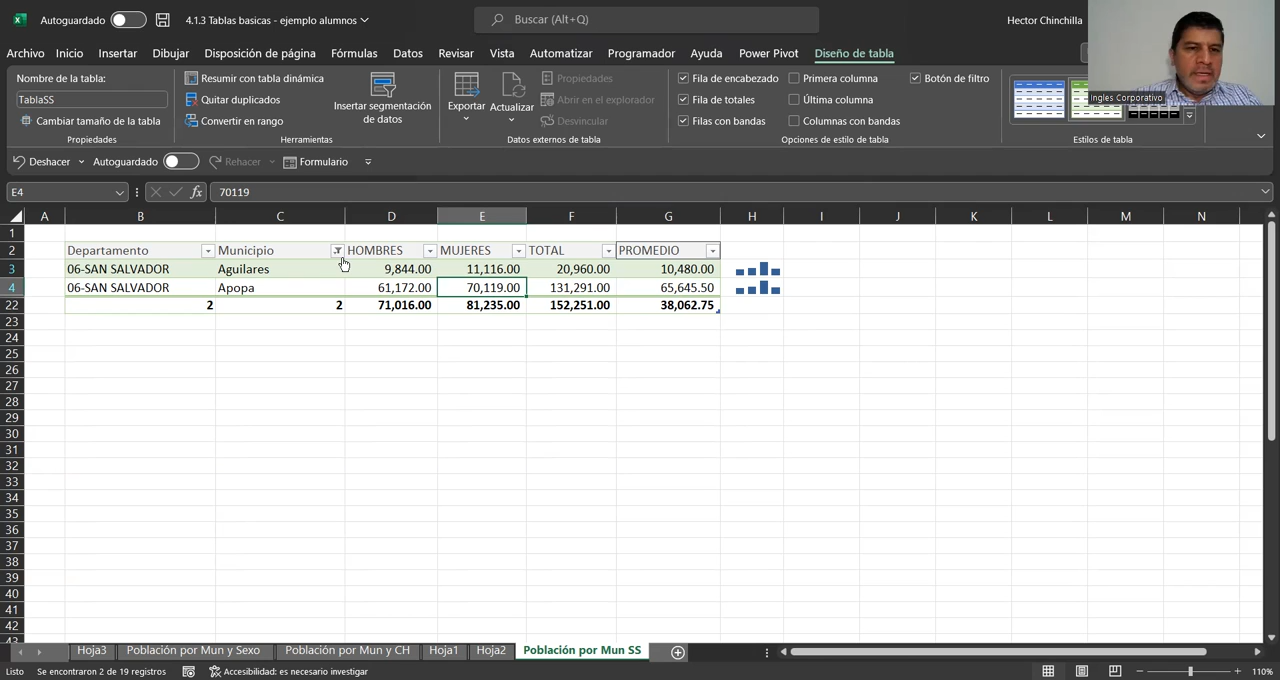 Autoguardado
4.1.3 Tablas basicas - ejemplo alumnos
Buscar (Alt+Q)
Hector Chinchilla
Archivo Inicio Insertar Dibujar Disposición de página Fórmulas Datos Revisar Vista Automatizar Programador Ayuda Power Pivot Diseño de tabla
Nombre de la tabla:
TablaSS
Cambiar tamaño de la tabla
Propiedades
Resumir con tabla dinámica
Quitar duplicados
Convertir en rango
Insertar segmentación
de datos
Herramientas
Exportar
Actualizar
Propiedades
Abrir en el explorador
Desvincular
Datos externos de tabla
Fila de encabezado
Fila de totales
Filas con bandas
Primera columna
Última columna
Columnas con bandas
Botón de filtro
Opciones de estilo de tabla
Estilos de tabla
Ingles Corporativo
Deshacer Autoguardado Rehacer Formulario
E4 fx 70119
A B C D E F G H I J K L M N
1
2 Departamento Municipio HOMBRES MUJERES TOTAL PROMEDIO
3 06-SAN SALVADOR Aguilares 9,844.00 11,116.00 20,960.00 10,480.00
4 06-SAN SALVADOR Apopa 61,172.00 70,119.00 131,291.00 65,645.50
22 2 2 71,016.00 81,235.00 152,251.00 38,062.75
23
24
25
26
27
28
29
30
31
32
33
34
35
36
37
38
39
40
41
42
43
Hoja3 Población por Mun y Sexo Población por Mun y CH Hoja1 Hoja2 Población por Mun SS
Listo Se encontraron 2 de 19 registros Accesibilidad: es necesario investigar 110%